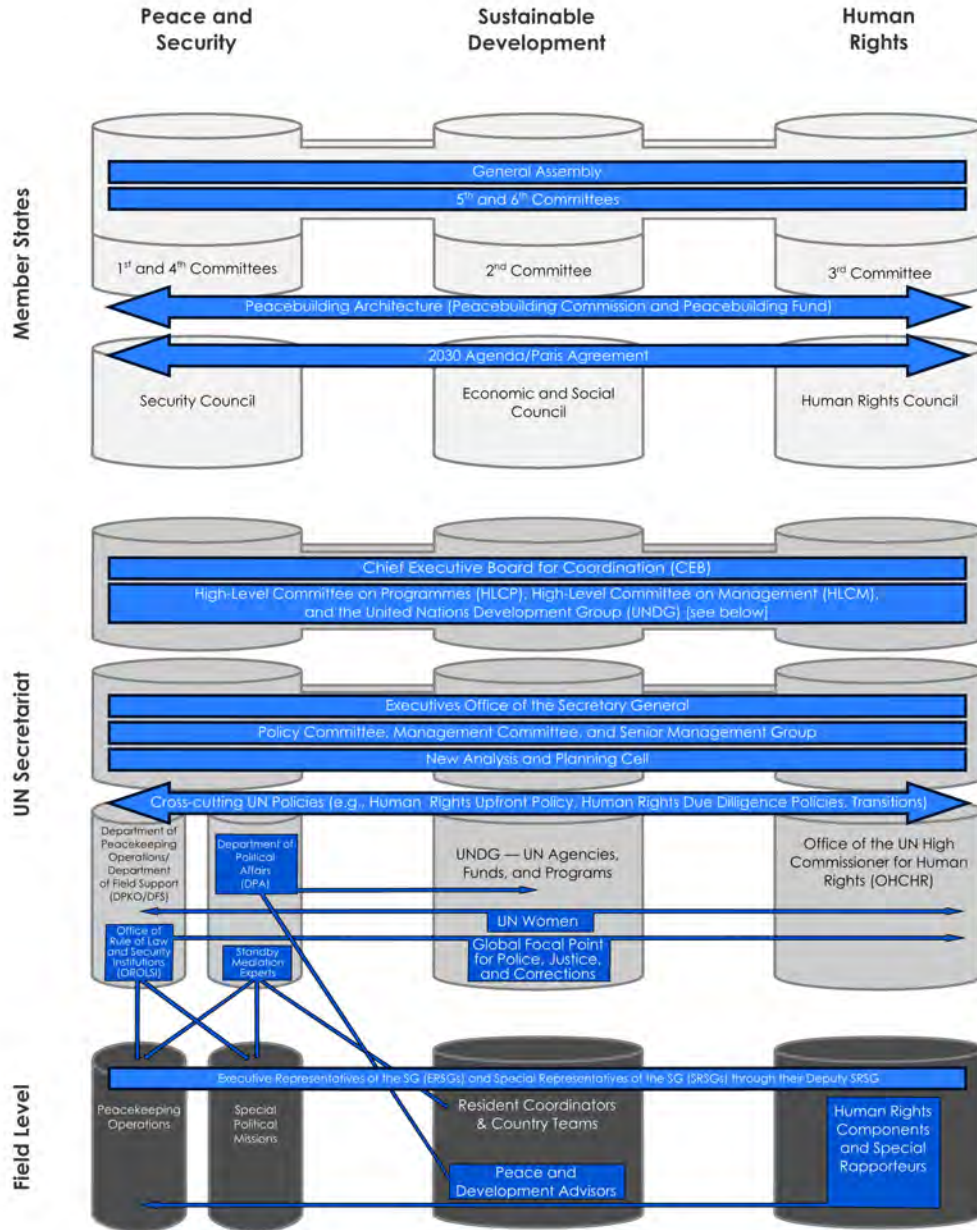 Peace and
Security
Sustainable
Development
Human
Rights
Member States
General Assembly
5th and 6th Committees
1st and 4th Committees
2nd Committee
3rd Committee
Peacebuilding Architecture (Peacebuilding Commission and Peacebuilding Fund)
2030 Agenda/Paris Agreement
Security Council
Economic and Social
Council
Human Rights Council
UN Secretariat
Chief Executive Board for Coordination (CEB)
High-Level Committee on Programmes (HLCP), High-Level Committee on Management (HLCM),
and the United Nations Development Group (UNDG) [see below]
Executives Office of the Secretary General
Policy Committee, Management Committee, and Senior Management Group
New Analysis and Planning Cell
Cross-cutting UN Policies (e.g., Human Rights Upfront Policy, Human Rights Due Dilligence Policies, Transitions)
Department of
Peacekeeping
Operations/
Department
of Field Support
(DPKO/DFS)
Department of
Political
Affairs
(DPA)
UNDG — UN Agencies,
Funds, and Programs
Office of the UN High
Commissioner for Human
Rights (OHCHR)
UN Women
Office of
Rule of Law
and Security
Institutions
(OROLSI)
Standby
Mediation
Experts
Global Focal Point
for Police, Justice,
and Corrections
Field Level
Executive Representatives of the SG (ERSGs) and Special Representatives of the SG (SRSGs) through their Deputy SRSG
Peacekeeping
Operations
Special
Political
Missions
Resident Coordinators
& Country Teams
Human Rights
Components
and Special
Rapporteurs
Peace and
Development Advisors